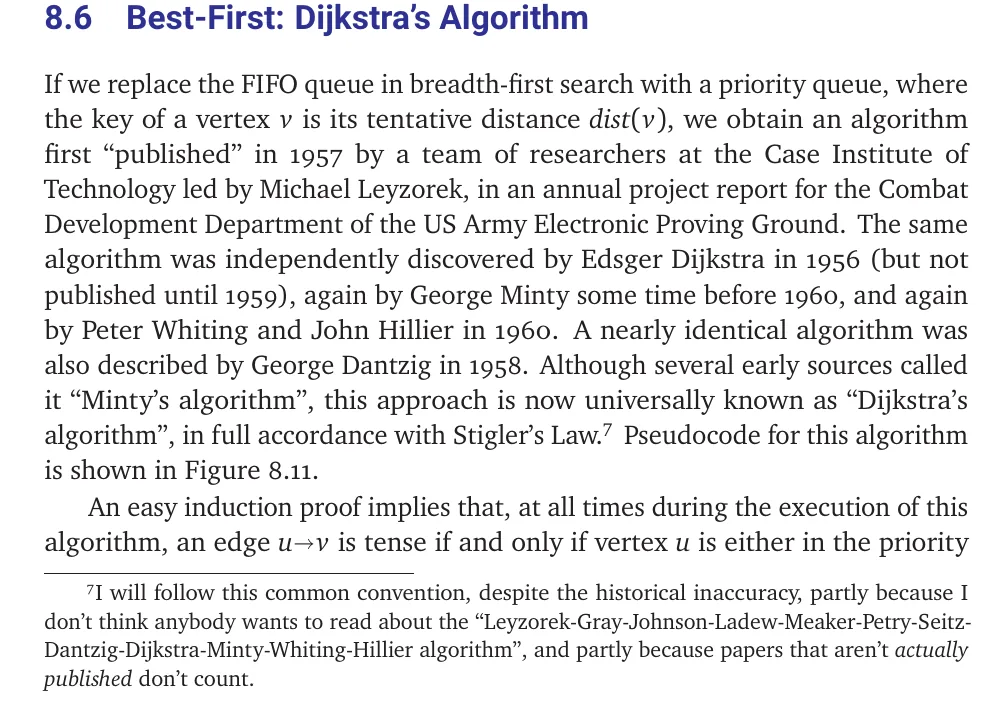 8.6 Best-First: Dijkstra’s Algorithm
If we replace the FIFO queue in breadth-first search with a priority queue, where
the key of a vertex v is its tentative distance dist(v), we obtain an algorithm
first “published” in 1957 by a team of researchers at the Case Institute of
Technology led by Michael Leyzorek, in an annual project report for the Combat
Development Department of the US Army Electronic Proving Ground. The same
algorithm was independently discovered by Edsger Dijkstra in 1956 (but not
published until 1959), again by George Minty some time before 1960, and again
by Peter Whiting and John Hillier in 1960. A nearly identical algorithm was
also described by George Dantzig in 1958. Although several early sources called
it “Minty’s algorithm”, this approach is now universally known as “Dijkstra’s
algorithm”, in full accordance with Stigler’s Law.⁷ Pseudocode for this algorithm
is shown in Figure 8.11.
An easy induction proof implies that, at all times during the execution of this
algorithm, an edge u→v is tense if and only if vertex u is either in the priority
⁷I will follow this common convention, despite the historical inaccuracy, partly because I
don’t think anybody wants to read about the “Leyzorek-Gray-Johnson-Ladew-Meaker-Petry-Seitz-
Dantzig-Dijkstra-Minty-Whiting-Hillier algorithm”, and partly because papers that aren’t actually
published don’t count.